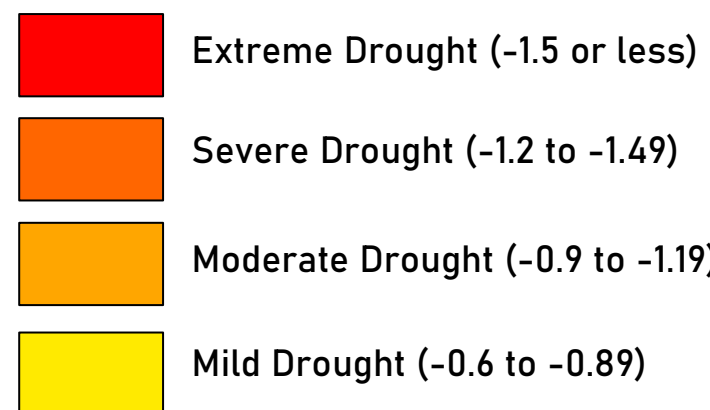 Extreme Drought (-1.5 or less)
Severe Drought (-1.2 to -1.49)
Moderate Drought (-0.9 to -1.19)
Mild Drought (-0.6 to -0.89)